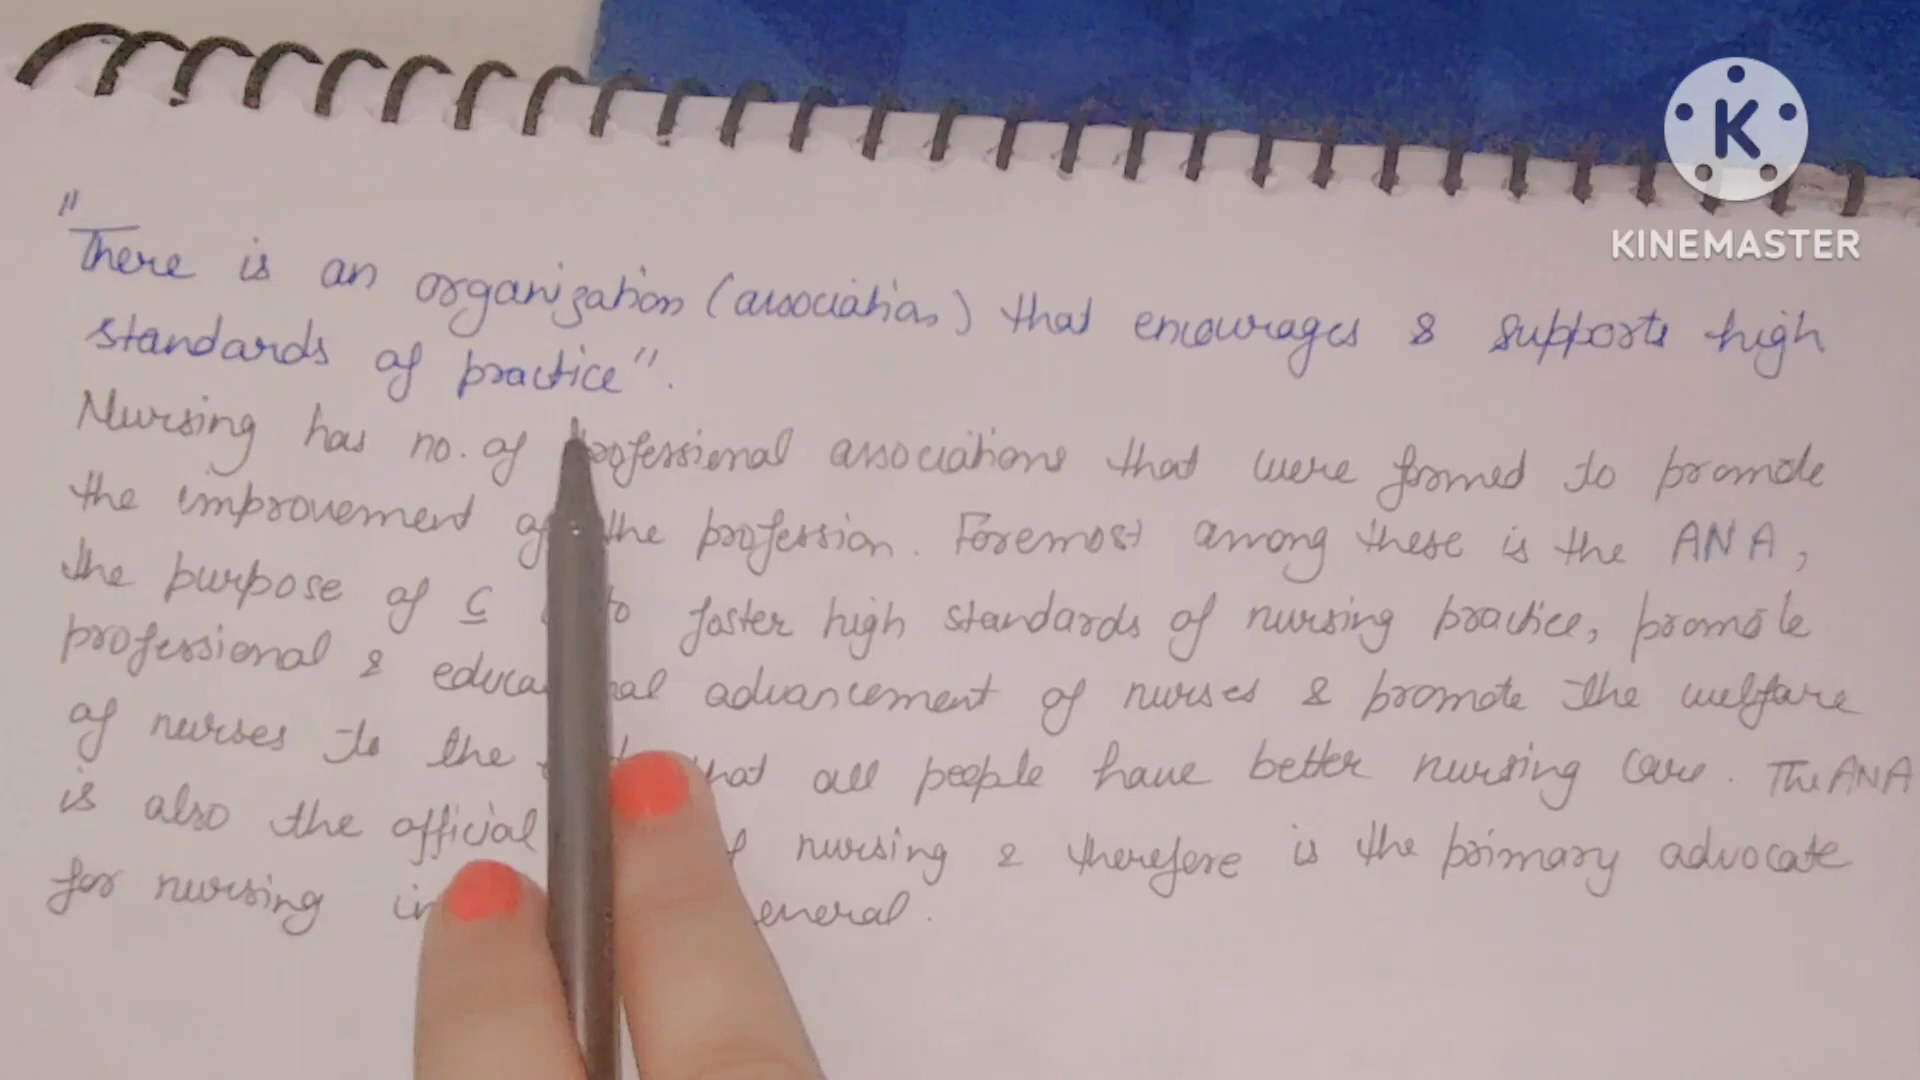 "There is an organization (association) that encourages & supports high
standards of practice".
Nursing has no. of professional associations that were formed to promote
the improvement of the profession. Foremost among these is the ANA,
the purpose of C to foster high standards of nursing practice, promote
professional & educational advancement of nurses & promote the welfare
of nurses to the that all people have better nursing care. The ANA
is also the official nursing & therefore is the primary advocate
for nursing in general.
K
KINEMASTER